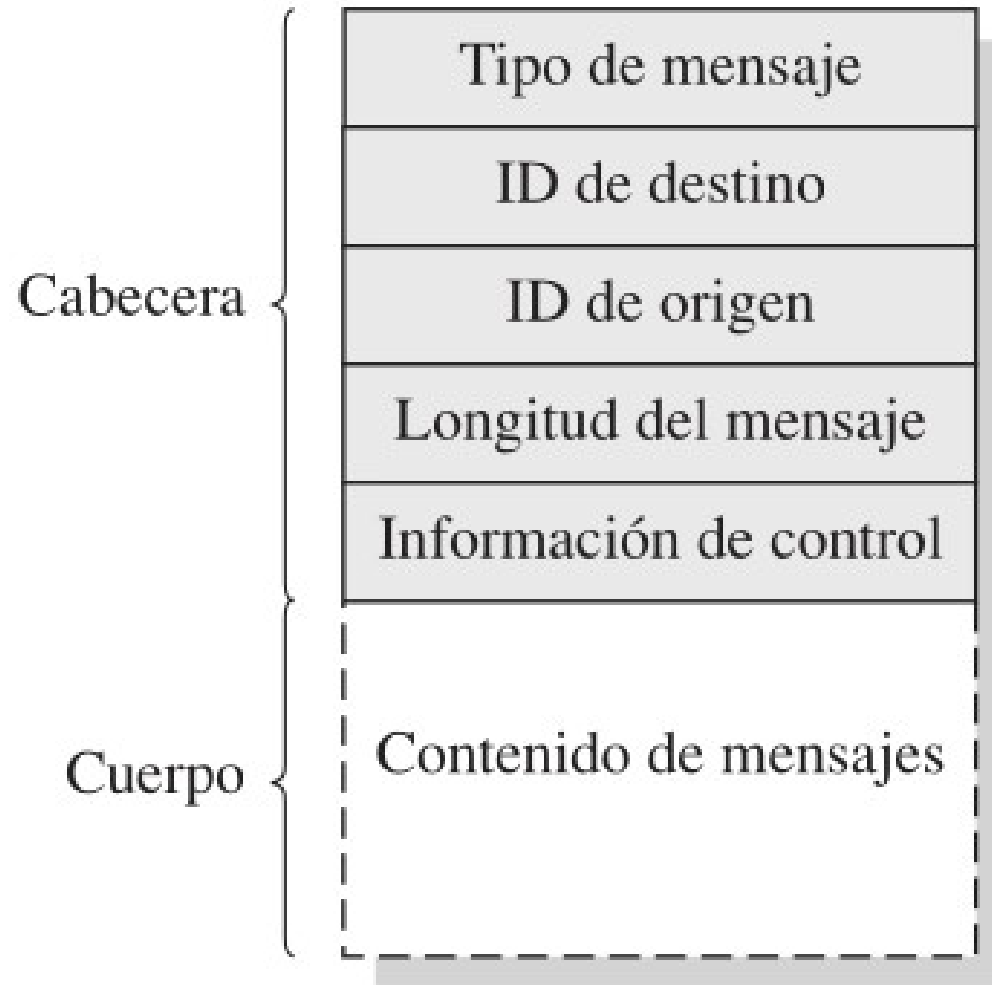 Tipo de mensaje
ID de destino
Cabecera
ID de origen
Longitud del mensaje
Información de control
Cuerpo
Contenido de mensajes